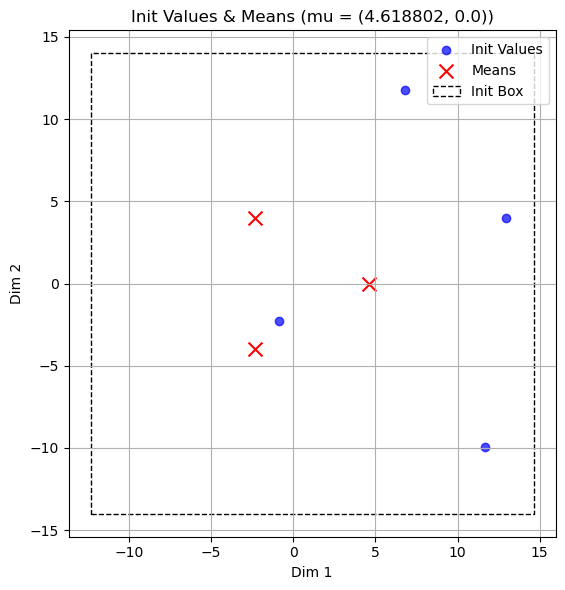 Init Values & Means (mu = (4.618802, 0.0))
Init Values
Means
Init Box
15
10
5
0
−5
−10
−15
Dim 2
−10 −5 0 5 10 15
Dim 1